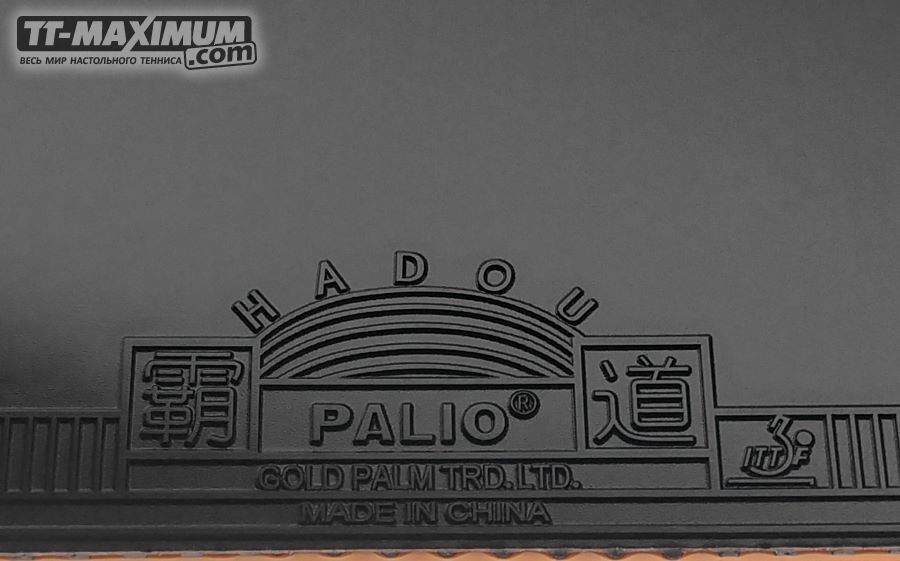 TT-MAXIMUM
.com
ВЕСЬ МИР НАСТОЛЬНОГО ТЕННИСА
HADOU
霸 PALIO® 道
ITTF
GOLD PALM TRD.LTD.
MADE IN CHINA